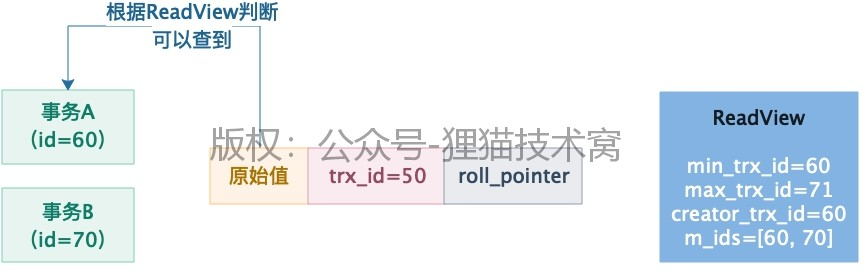 根据ReadView判断
可以查到
事务A
(id=60)
版权：公众号-狸猫技术窝
原始值
trx_id=50
roll_pointer
事务B
(id=70)
ReadView
min_trx_id=60
max_trx_id=71
creator_trx_id=60
m_ids=[60, 70]